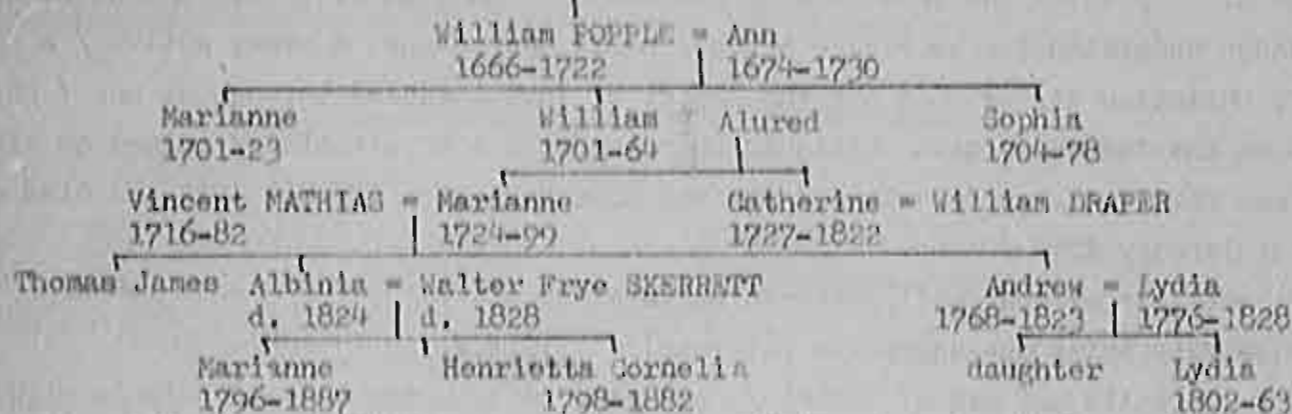 William POPPLE = Ann
1666-1722 1674-1730
Marianne William Alured Sophia
1701-23 1701-64 1704-78
Vincent MATHIAS = Marianne Catherine = William DRAPER
1716-82 1724-99 1727-1822
Thomas James Albinia = Walter Frye SKERRETT Andrew = Lydia
d. 1824 d. 1828 1768-1823 1776-1828
Marianne Henrietta Cornelia daughter Lydia
1796-1887 1798-1882 1802-63